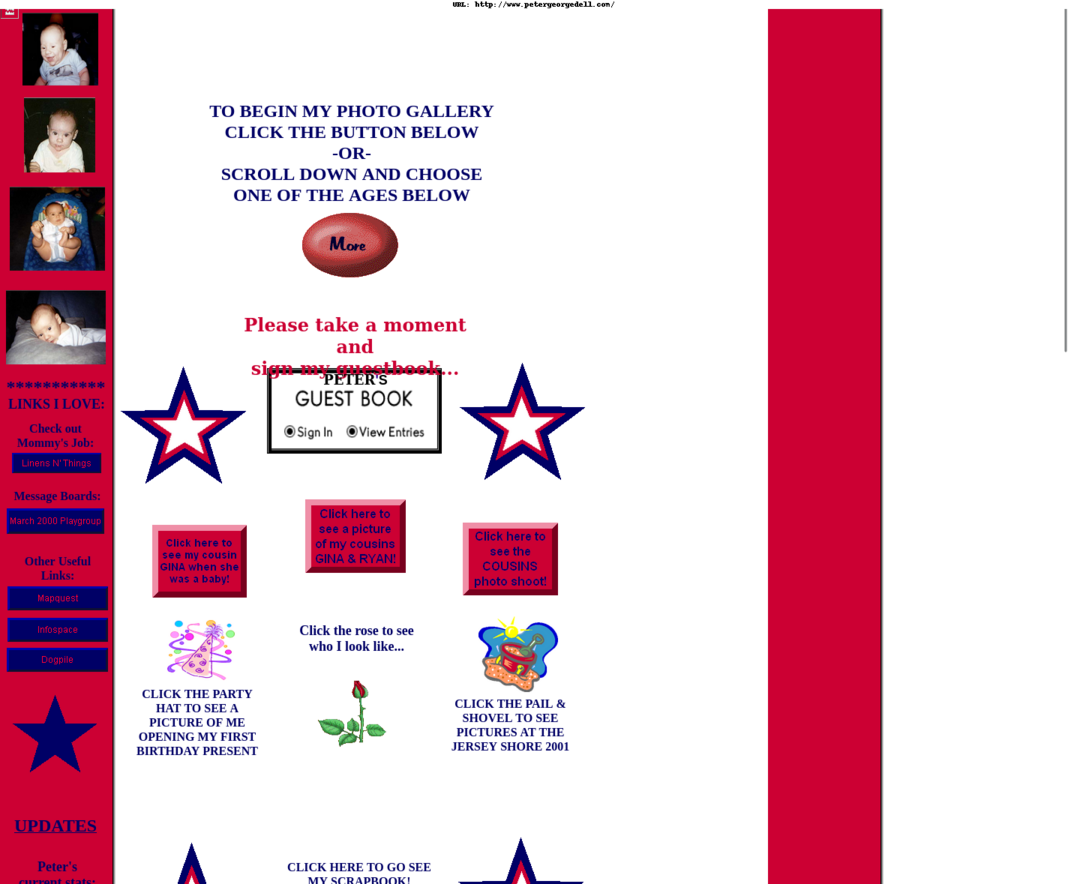 URL: http://www.petergeorgedell.com/
***********
LINKS I LOVE:
Check out
Mommy's Job:
Linens N'Things
Message Boards:
March 2000 Playgroup
Other Useful
Links:
Mapquest
Infospace
Dogpile
UPDATES
Peter's
current stats:
TO BEGIN MY PHOTO GALLERY
CLICK THE BUTTON BELOW
-OR-
SCROLL DOWN AND CHOOSE
ONE OF THE AGES BELOW
More
Please take a moment
and
sign my guestbook...
PETER'S
GUEST BOOK
Sign In View Entries
Click here to
see my cousin
GINA when she
was a baby!
Click here to
see a picture
of my cousins
GINA & RYAN!
Click here to
see the
COUSINS
photo shoot!
CLICK THE PARTY
HAT TO SEE A
PICTURE OF ME
OPENING MY FIRST
BIRTHDAY PRESENT
Click the rose to see
who I look like...
CLICK THE PAIL &
SHOVEL TO SEE
PICTURES AT THE
JERSEY SHORE 2001
CLICK HERE TO GO SEE
MY SCRAPBOOK!